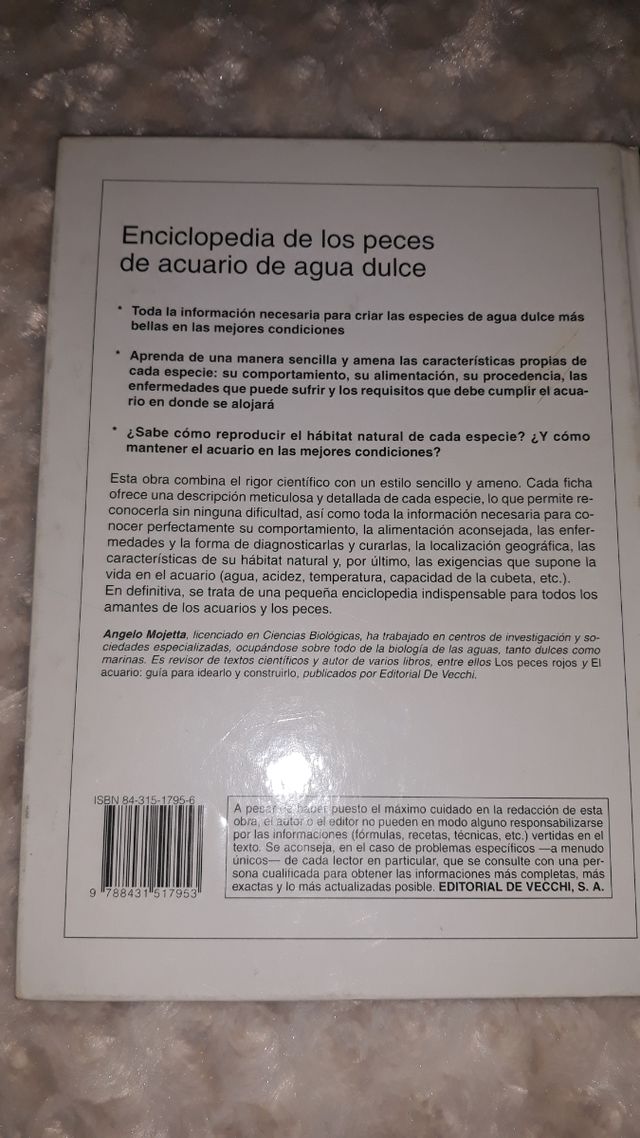 Enciclopedia de los peces
de acuario de agua dulce
* Toda la información necesaria para criar las especies de agua dulce más
bellas en las mejores condiciones
* Aprenda de una manera sencilla y amena las características propias de
cada especie: su comportamiento, su alimentación, su procedencia, las
enfermedades que puede sufrir y los requisitos que debe cumplir el acua-
rio en donde se alojará
* ¿Sabe cómo reproducir el hábitat natural de cada especie? ¿Y cómo
mantener el acuario en las mejores condiciones?
Esta obra combina el rigor científico con un estilo sencillo y ameno. Cada ficha
ofrece una descripción meticulosa y detallada de cada especie, lo que permite re-
conocerla sin ninguna dificultad, así como toda la información necesaria para co-
nocer perfectamente su comportamiento, la alimentación aconsejada, las enfer-
medades y la forma de diagnosticarlas y curarlas, la localización geográfica, las
características de su hábitat natural y, por último, las exigencias que supone la
vida en el acuario (agua, acidez, temperatura, capacidad de la cubeta, etc.).
En definitiva, se trata de una pequeña enciclopedia indispensable para todos los
amantes de los acuarios y los peces.
Angelo Mojetta, licenciado en Ciencias Biológicas, ha trabajado en centros de investigación y so-
ciedades especializadas, ocupándose sobre todo de la biología de las aguas, tanto dulces como
marinas. Es revisor de textos científicos y autor de varios libros, entre ellos Los peces rojos y El
acuario: guía para idearlo y construirlo, publicados por Editorial De Vecchi.
ISBN 84-315-1795-6
9 788431 517953
A pesar de haber puesto el máximo cuidado en la redacción de esta
obra, el autor o el editor no pueden en modo alguno responsabilizarse
por las informaciones (fórmulas, recetas, técnicas, etc.) vertidas en el
texto. Se aconseja, en el caso de problemas específicos —a menudo
únicos— de cada lector en particular, que se consulte con una per-
sona cualificada para obtener las informaciones más completas, más
exactas y lo más actualizadas posible. EDITORIAL DE VECCHI, S. A.